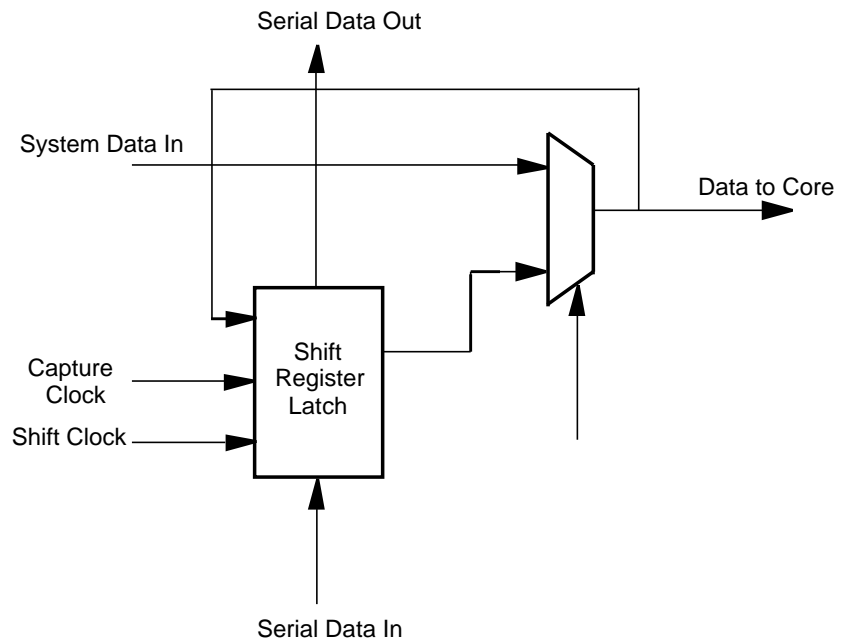 Serial Data Out
System Data In
Data to Core
Shift
Register
Latch
Capture
Clock
Shift Clock
Serial Data In